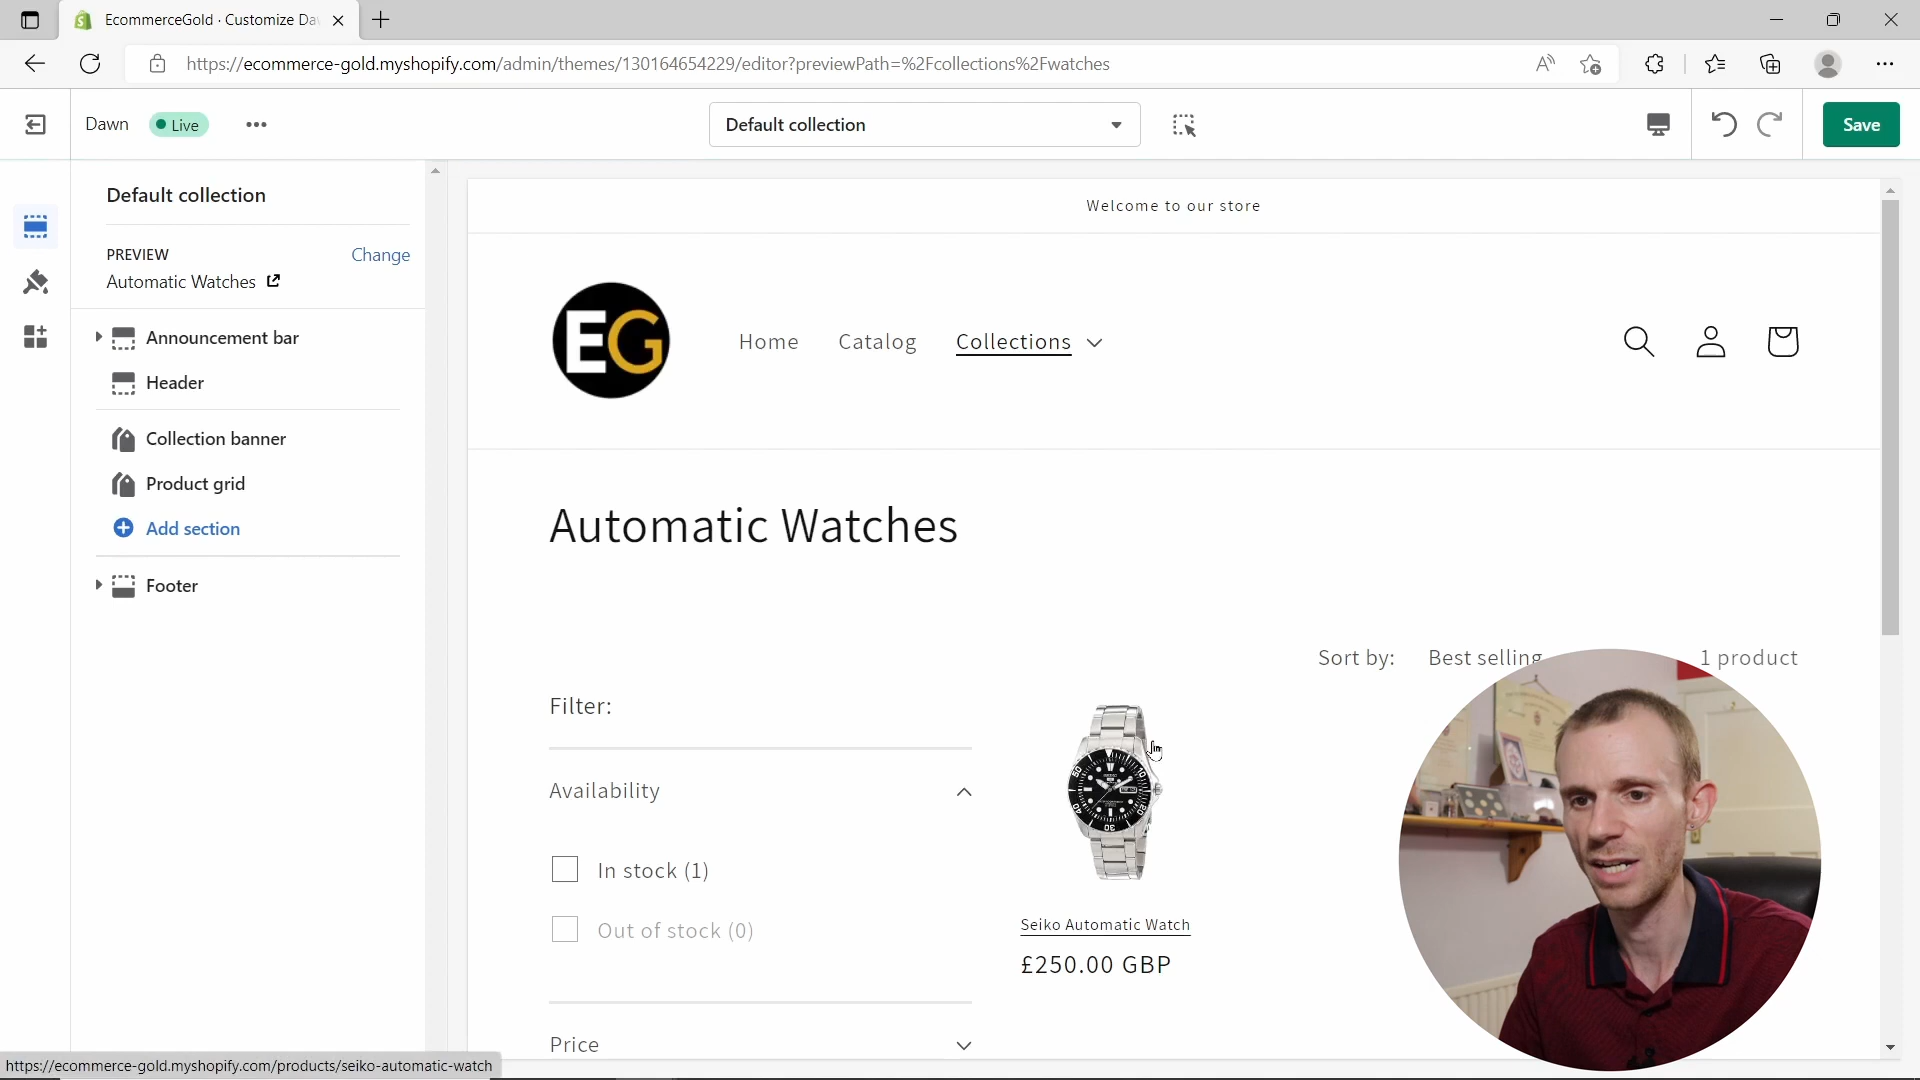 EcommerceGold · Customize Da
https://ecommerce-gold.myshopify.com/admin/themes/130164654229/editor?previewPath=%2Fcollections%2Fwatches
Dawn
Live
Default collection
Save
Default collection
PREVIEW
Change
Automatic Watches
Announcement bar
Header
Collection banner
Product grid
Add section
Footer
Welcome to our store
EG
Home
Catalog
Collections
Automatic Watches
Sort by:
Best selling
1 product
Filter:
Availability
In stock (1)
Out of stock (0)
Price
Seiko Automatic Watch
£250.00 GBP
https://ecommerce-gold.myshopify.com/products/seiko-automatic-watch